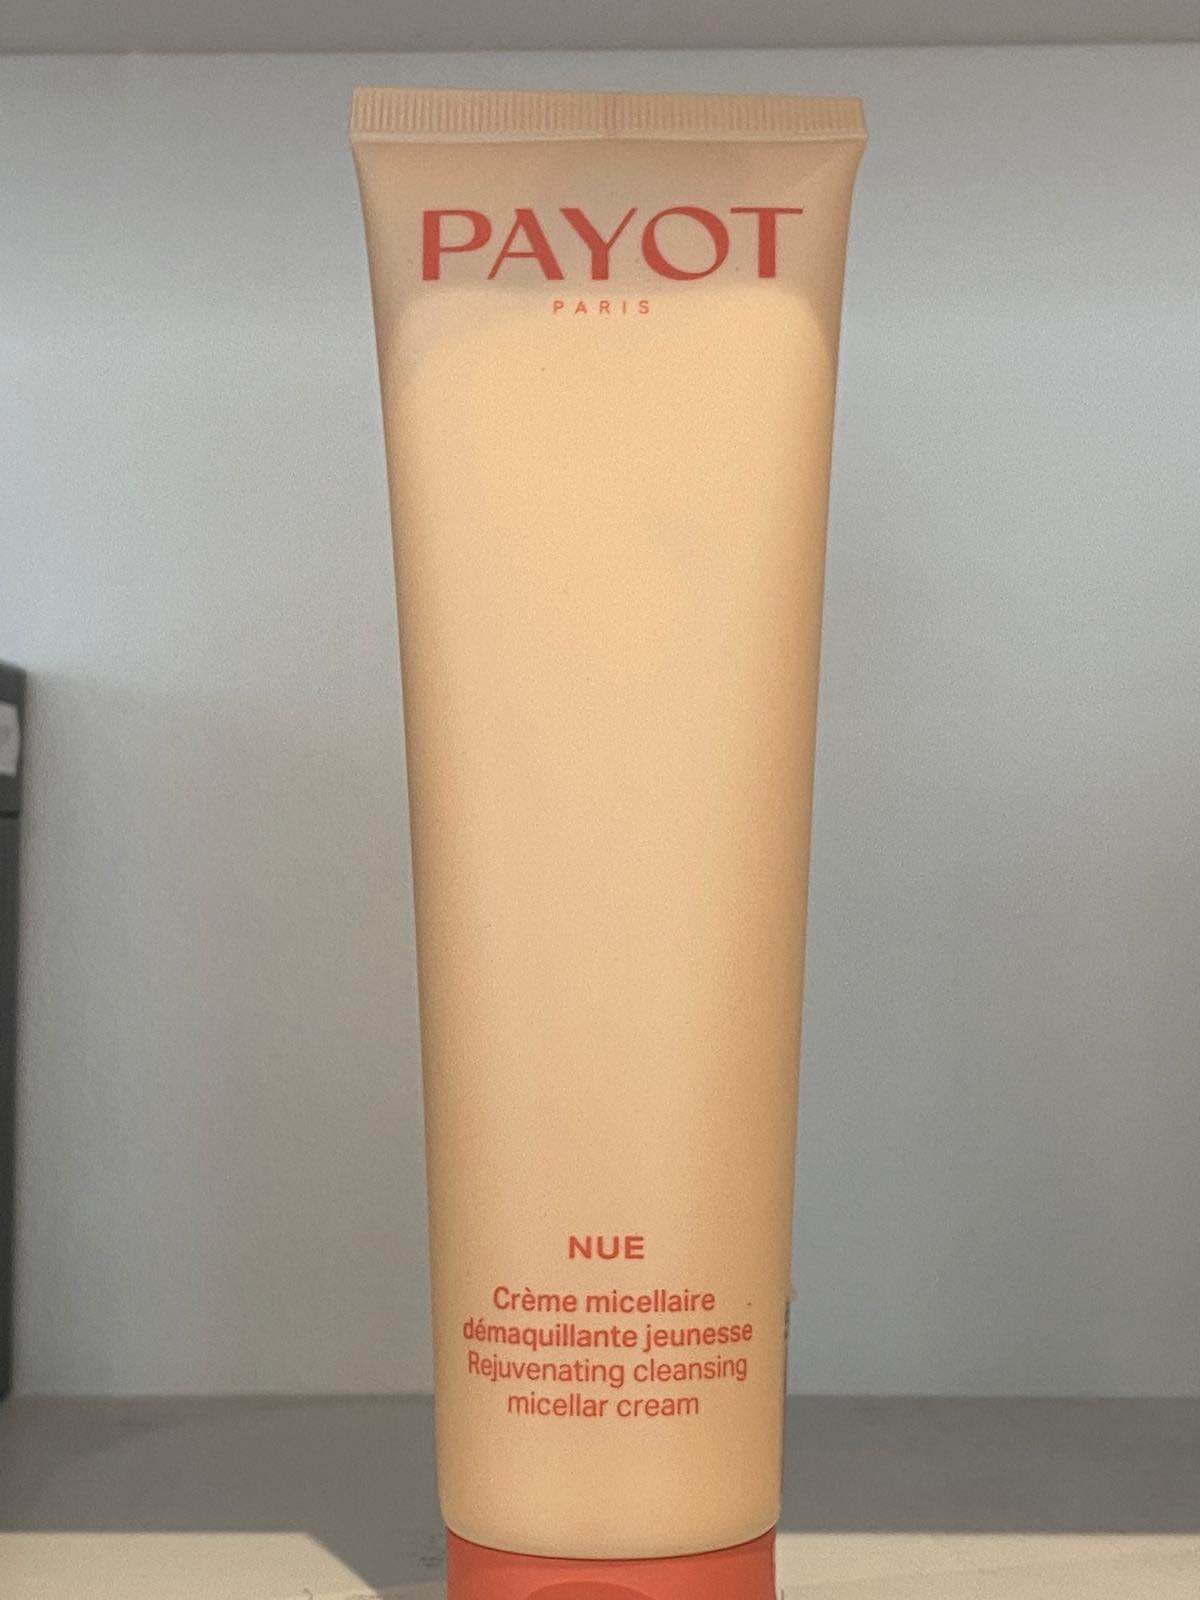 PAYOT
PARIS
NUE
Crème micellaire
démaquillante jeunesse
Rejuvenating cleansing
micellar cream